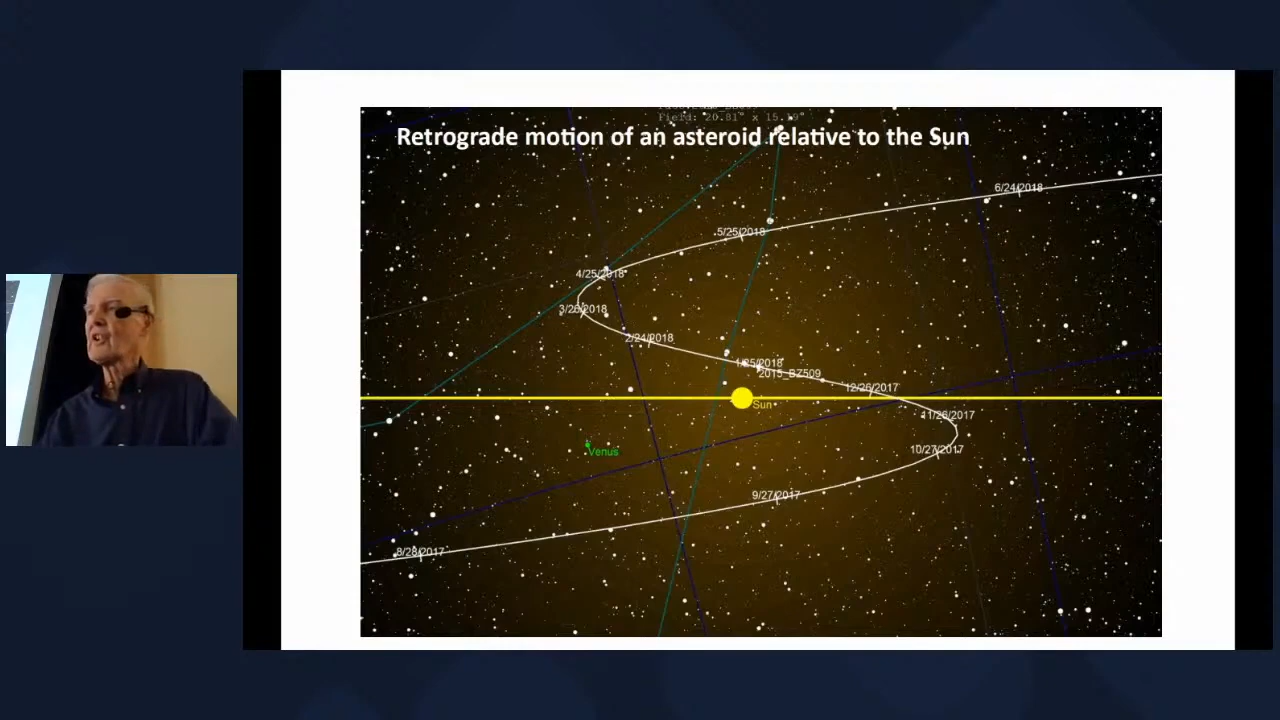 Field: 20.81° x 15.19°
Retrograde motion of an asteroid relative to the Sun
6/24/2018
5/25/2018
4/25/2018
3/26/2018
2/24/2018
1/25/2018
2015_BZ509
12/26/2017
Sun
11/26/2017
10/27/2017
Venus
9/27/2017
8/28/2017